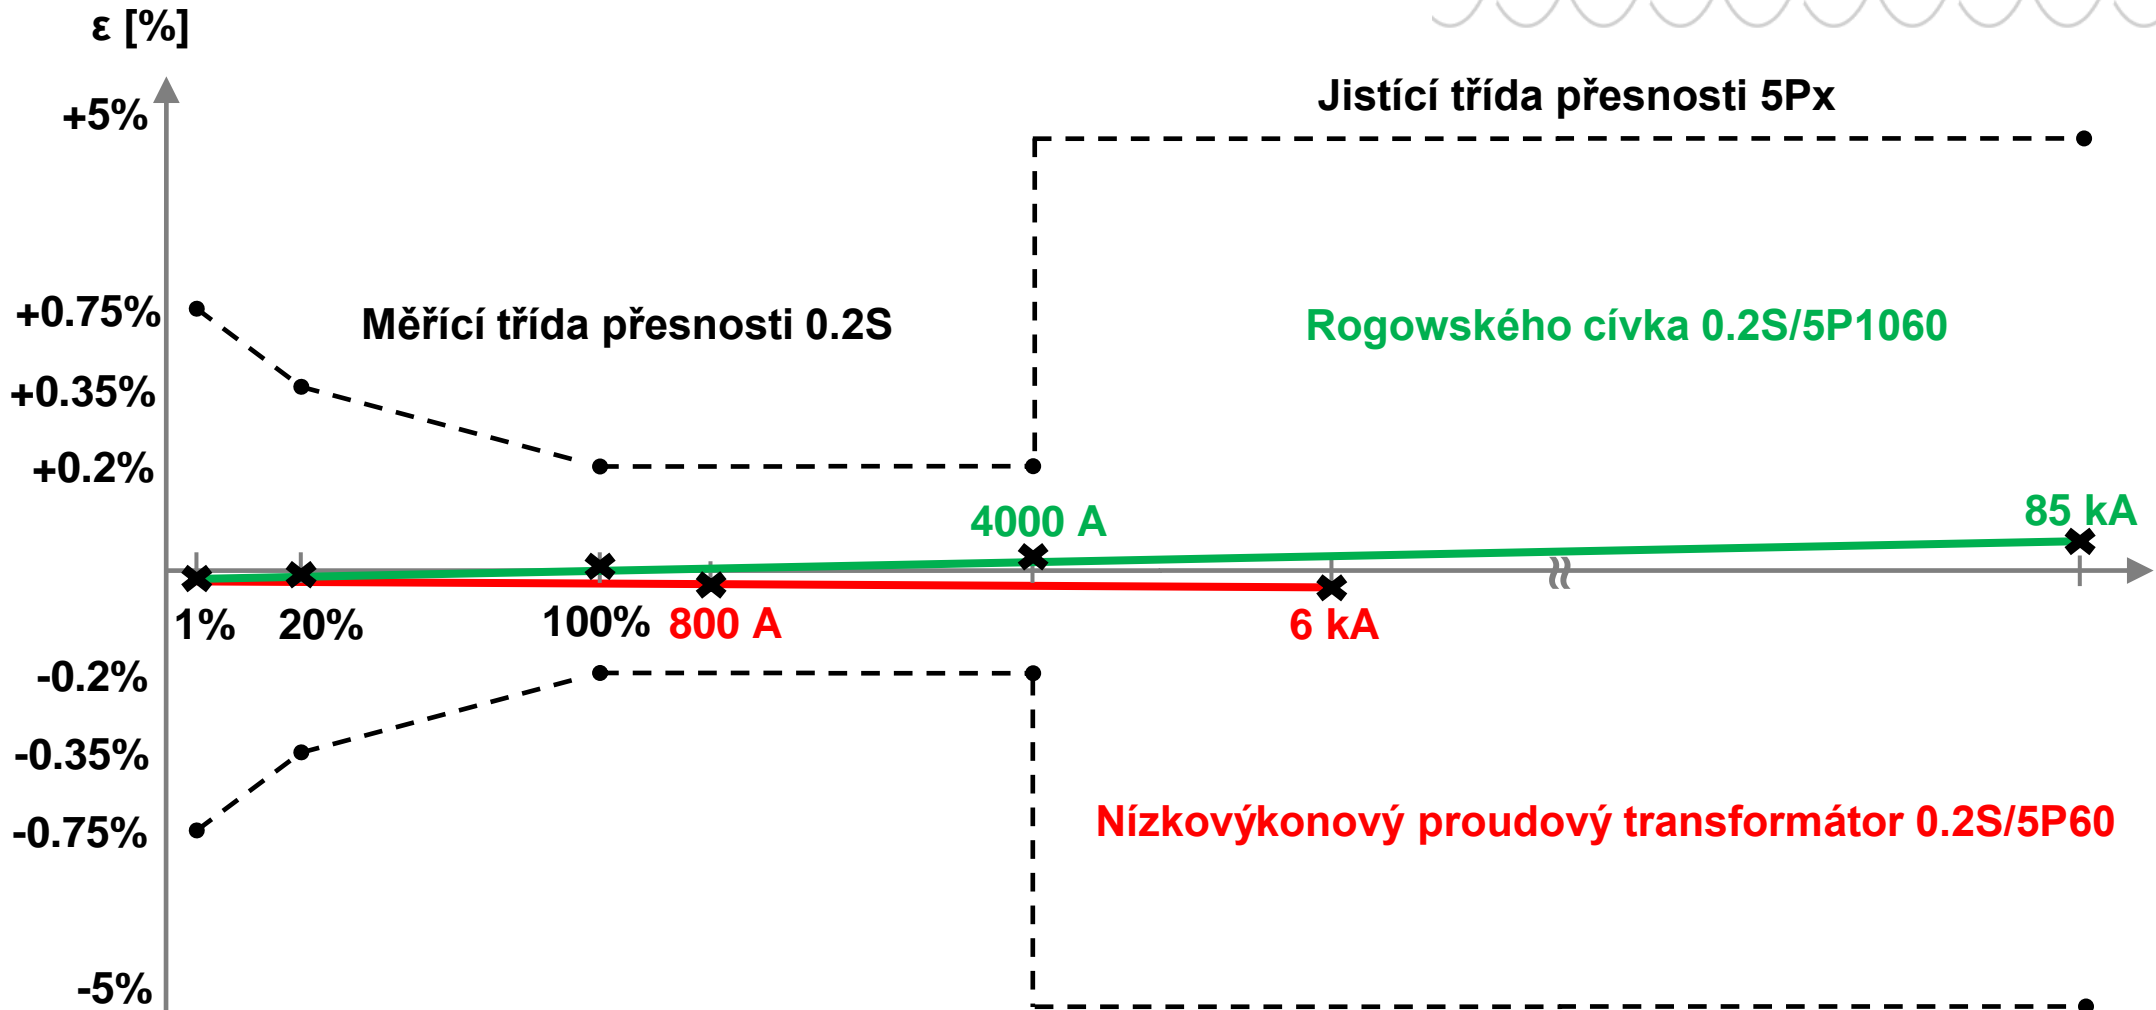 ε [%]
+5%
Jistící třída přesnosti 5Px
+0.75%
Měřící třída přesnosti 0.2S
Rogowského cívka 0.2S/5P1060
+0.35%
+0.2%
4000 A
85 kA
1%
20%
100%
800 A
6 kA
-0.2%
-0.35%
-0.75%
Nízkovýkonový proudový transformátor 0.2S/5P60
-5%